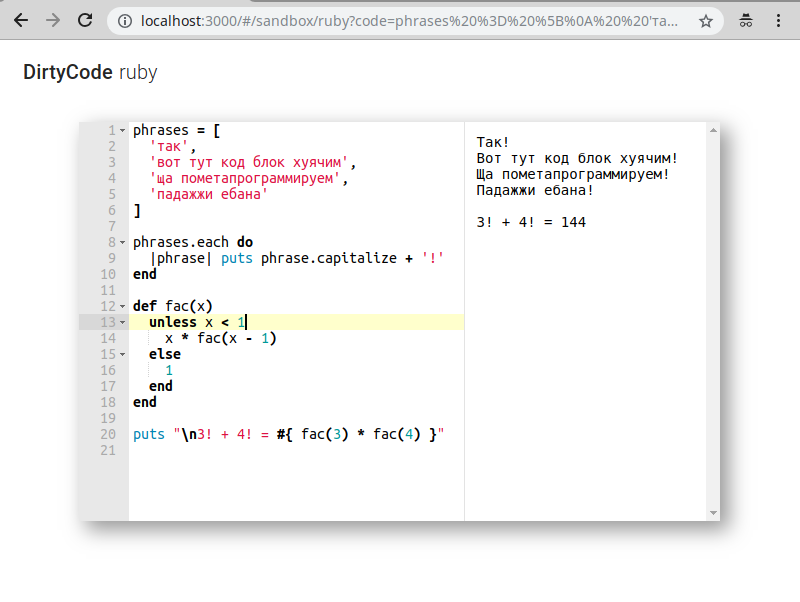 localhost:3000/#/sandbox/ruby?code=phrases%20%3D%20%5B%0A%20%20'та...
DirtyCode ruby
1 phrases = [
2   'так',
3   'вот тут код блок хуячим',
4   'ща пометапрограммируем',
5   'падажжи ебана'
6 ]
7
8 phrases.each do
9   |phrase| puts phrase.capitalize + '!'
10 end
11
12 def fac(x)
13   unless x < 1
14     x * fac(x - 1)
15   else
16     1
17   end
18 end
19
20 puts "\n3! + 4! = #{ fac(3) * fac(4) }"
21
Так!
Вот тут код блок хуячим!
Ща пометапрограммируем!
Падажжи ебана!
3! + 4! = 144